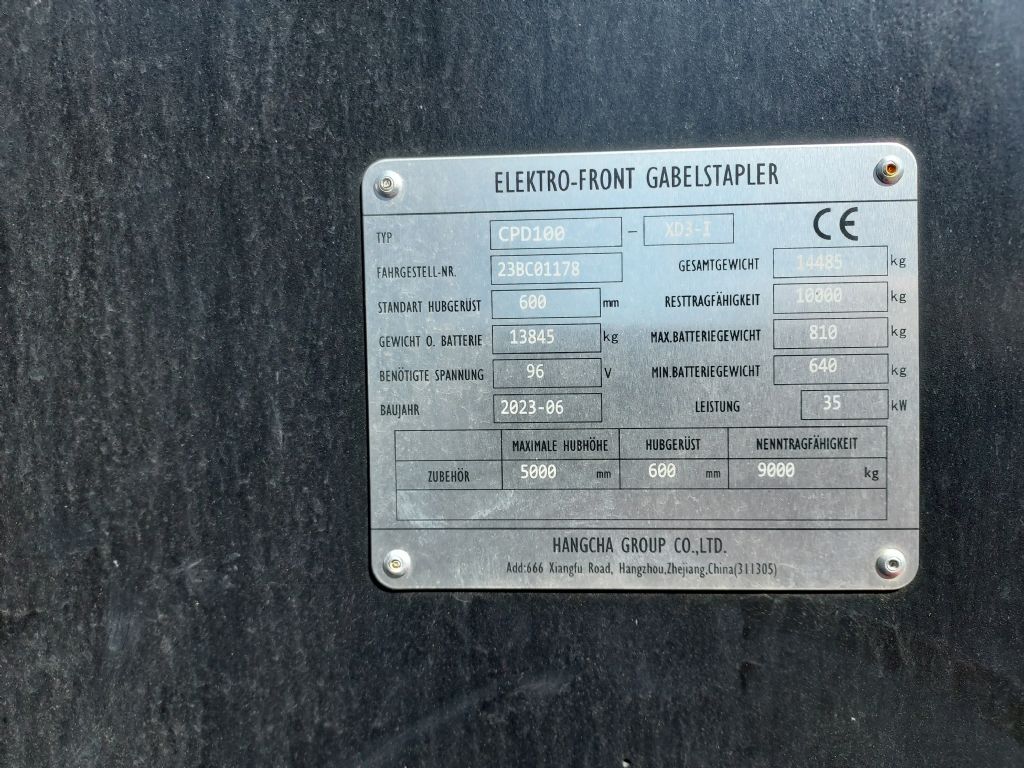 ELEKTRO-FRONT GABELSTAPLER
TYP CPD100 - XD3-I CE
FAHRGESTELL-NR. 23BC01178 GESAMTGEWICHT 14485 kg
STANDART HUBGERÜST 600 mm RESTTRAGFÄHIGKEIT 10000 kg
GEWICHT O. BATTERIE 13845 kg MAX.BATTERIEGEWICHT 810 kg
BENÖTIGTE SPANNUNG 96 V MIN.BATTERIEGEWICHT 640 kg
BAUJAHR 2023-06 LEISTUNG 35 kW
MAXIMALE HUBHÖHE HUBGERÜST NENNTRAGFÄHIGKEIT
ZUBEHÖR 5000 mm 600 mm 9000 kg
HANGCHA GROUP CO.,LTD.
Add:666 Xiangfu Road, Hangzhou,Zhejiang,China(311305)